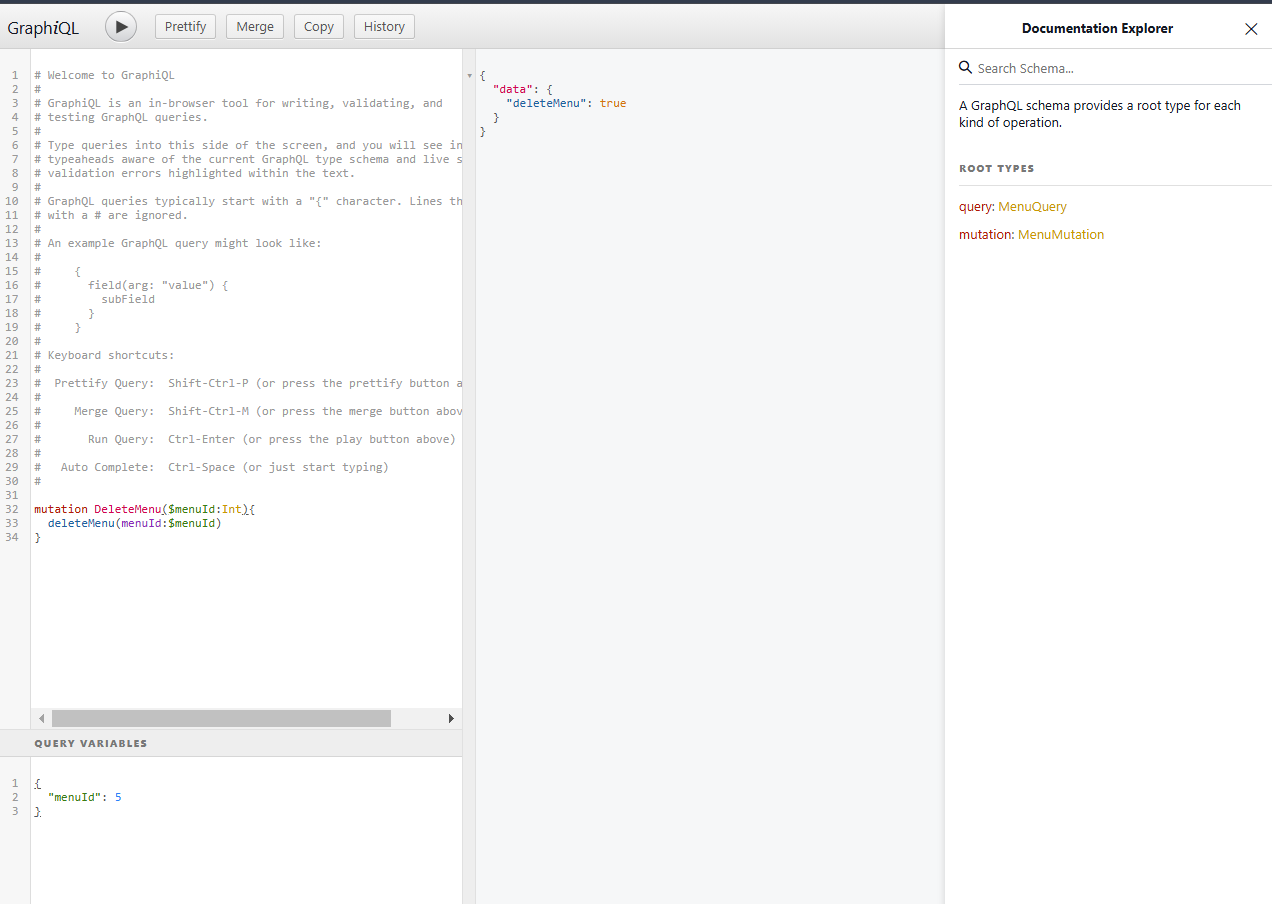 GraphiQL
Prettify
Merge
Copy
History
1 # Welcome to GraphiQL
2 #
3 # GraphiQL is an in-browser tool for writing, validating, and
4 # testing GraphQL queries.
5 #
6 # Type queries into this side of the screen, and you will see in
7 # typeaheads aware of the current GraphQL type schema and live s
8 # validation errors highlighted within the text.
9 #
10 # GraphQL queries typically start with a "{" character. Lines th
11 # with a # are ignored.
12 #
13 # An example GraphQL query might look like:
14 #
15 #     {
16 #       field(arg: "value") {
17 #         subField
18 #       }
19 #     }
20 #
21 # Keyboard shortcuts:
22 #
23 #  Prettify Query:  Shift-Ctrl-P (or press the prettify button a
24 #
25 #     Merge Query:  Shift-Ctrl-M (or press the merge button abov
26 #
27 #       Run Query:  Ctrl-Enter (or press the play button above)
28 #
29 #   Auto Complete:  Ctrl-Space (or just start typing)
30 #
31
32 mutation DeleteMenu($menuId:Int){
33   deleteMenu(menuId:$menuId)
34 }
QUERY VARIABLES
1 {
2   "menuId": 5
3 }
{
  "data": {
    "deleteMenu": true
  }
}
Documentation Explorer
Search Schema...
A GraphQL schema provides a root type for each
kind of operation.
ROOT TYPES
query: MenuQuery
mutation: MenuMutation